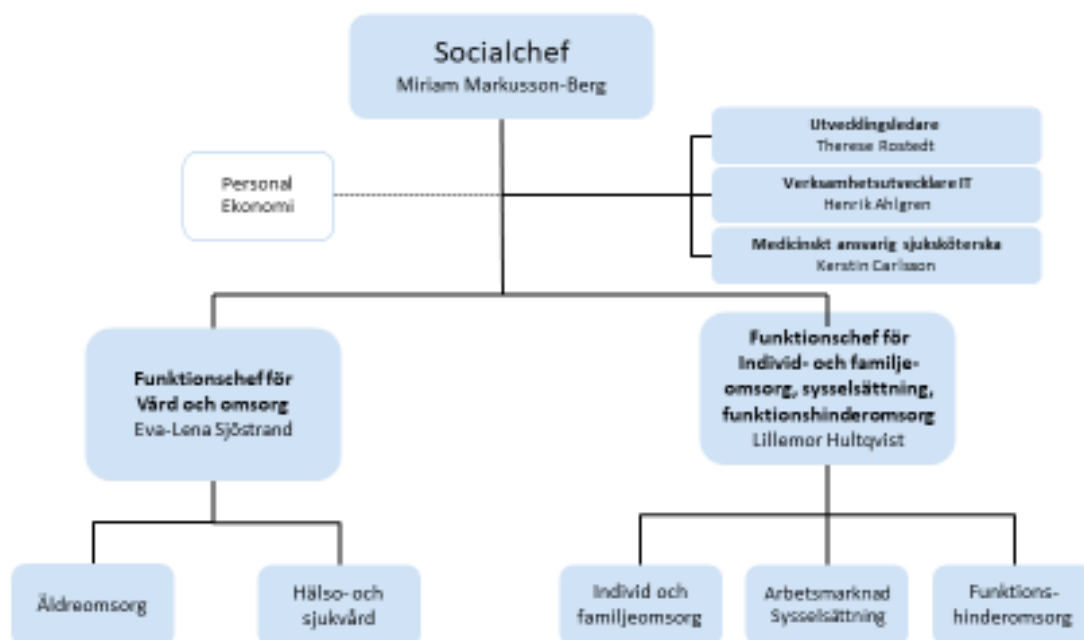 Socialchef
Miriam Markusson-Berg
Utvecklingsledare
Therese Rostedt
Personal
Ekonomi
Verksamhetsutvecklare IT
Henrik Ahlgren
Medicinskt ansvarig sjuksköterska
Kerstin Carlsson
Funktionschef för
Vård och omsorg
Eva-Lena Sjöstrand
Funktionschef för
Individ- och familje-
omsorg, sysselsättning,
funktionshinderomsorg
Lillemor Hultqvist
Äldreomsorg
Hälso- och
sjukvård
Individ och
familjeomsorg
Arbetsmarknad
Sysselsättning
Funktions-
hinderomsorg